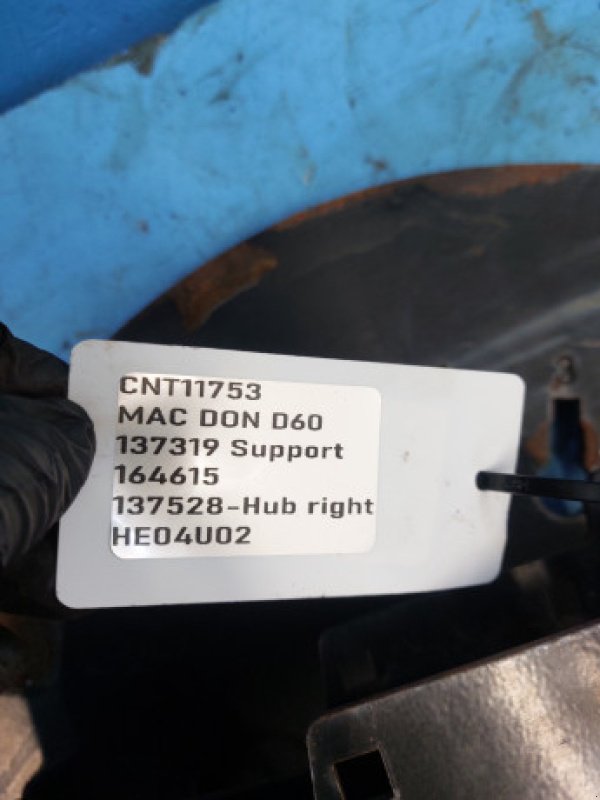 CNT11753
MAC DON D60
137319 Support
164615
137528-Hub right
HE04U02